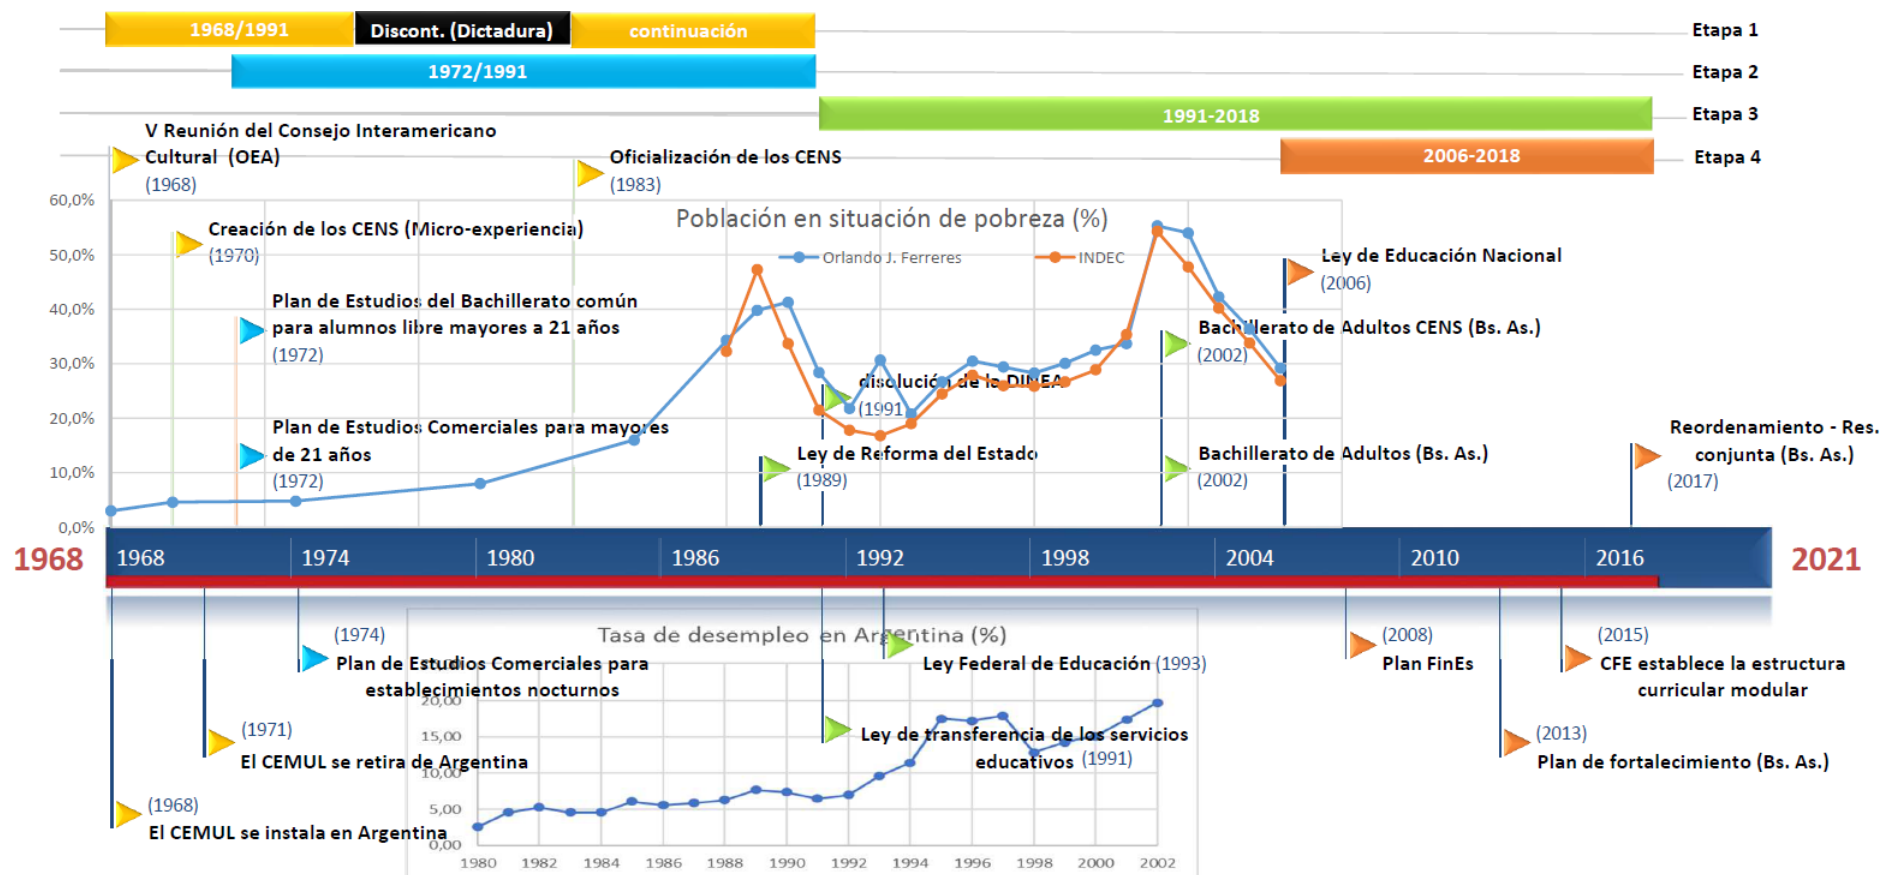 1968/1991
Discont. (Dictadura)
continuación
Etapa 1
1972/1991
Etapa 2
1991-2018
Etapa 3
2006-2018
Etapa 4
V Reunión del Consejo Interamericano
Cultural (OEA)
(1968)
Oficialización de los CENS
(1983)
60,0%
50,0%
40,0%
30,0%
20,0%
10,0%
0,0%
Población en situación de pobreza (%)
Orlando J. Ferreres
INDEC
Creación de los CENS (Micro-experiencia)
(1970)
Ley de Educación Nacional
(2006)
Plan de Estudios del Bachillerato común
para alumnos libre mayores a 21 años
(1972)
Bachillerato de Adultos CENS (Bs. As.)
(2002)
disolución de la DINEA
(1991
Plan de Estudios Comerciales para mayores
de 21 años
(1972)
Ley de Reforma del Estado
(1989)
Bachillerato de Adultos (Bs. As.)
(2002)
Reordenamiento - Res.
conjunta (Bs. As.)
(2017)
1968
1968
1974
1980
1986
1992
1998
2004
2010
2016
2021
Tasa de desempleo en Argentina (%)
(1974)
Plan de Estudios Comerciales para
establecimientos nocturnos
Ley Federal de Educación (1993)
(2008)
Plan FinEs
(2015)
CFE establece la estructura
curricular modular
(1971)
El CEMUL se retira de Argentina
Ley de transferencia de los servicios
educativos (1991)
(2013)
Plan de fortalecimiento (Bs. As.)
(1968)
El CEMUL se instala en Argentina
20,00
15,00
10,00
5,00
0,00
1980
1982
1984
1986
1988
1990
1992
1994
1996
1998
2000
2002